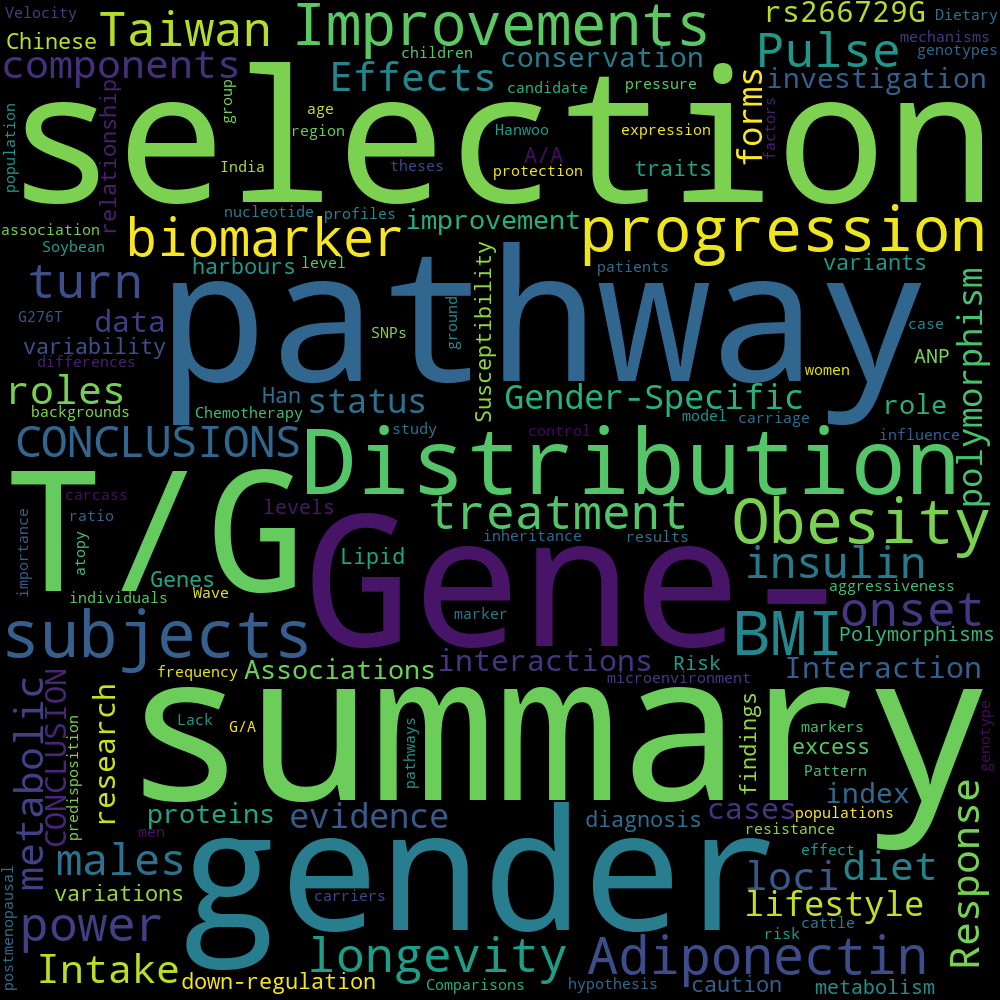 Velocity
Chinese
Taiwan
Improvements
rs266729G
Dietary
mechanisms
genotypes
components
children
Effects
conservation
candidate
pressure
Pulse
investigation
selection
population
relationship
group
age
region
India
theses
Hanwoo
A/A
protection
expression
traits
forms
factors
nucleotide
profiles
association
Soybean
biomarker
improvement
progression
harbours
level
patients
variants
turn
pathway
Susceptibility
polymorphism
G276T
data
variability
differences
SNPs
ground
case
ANP
women
roles
backgrounds
Han
status
Chemotherapy
Gender-Specific
model
carriage
role
CONCLUSIONS
study
control
influence
Distribution
T/G
carcass
ratio
atopy
importance
levels
treatment
inheritance
results
Obesity
Genes
individuals
Wave
Lipid
Gene-
insulin
aggressiveness
marker
BMI
onset
Polymorphisms
subjects
frequency
Associations
interactions
Risk
microenvironment
Interaction
metabolic
CONCLUSION
predisposition
research
Lack
G/A
summary
pathways
findings
markers
excess
Pattern
genotype
proteins
evidence
diagnosis
cases
index
populations
resistance
men
males
variations
gender
effect
loci
diet
Response
carriers
lifestyle
cattle
risk
postmenopausal
power
Intake
down-regulation
longevity
Comparisons
hypothesis
Adiponectin
caution
metabolism